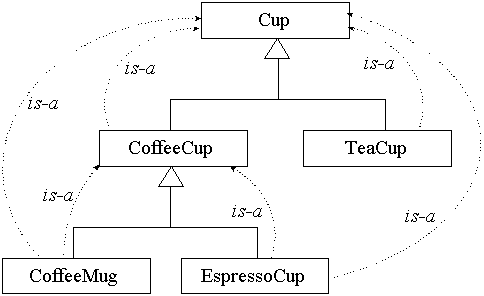 Cup
is-a
is-a
is-a
CoffeeCup
TeaCup
is-a
is-a
is-a
CoffeeMug
EspressoCup